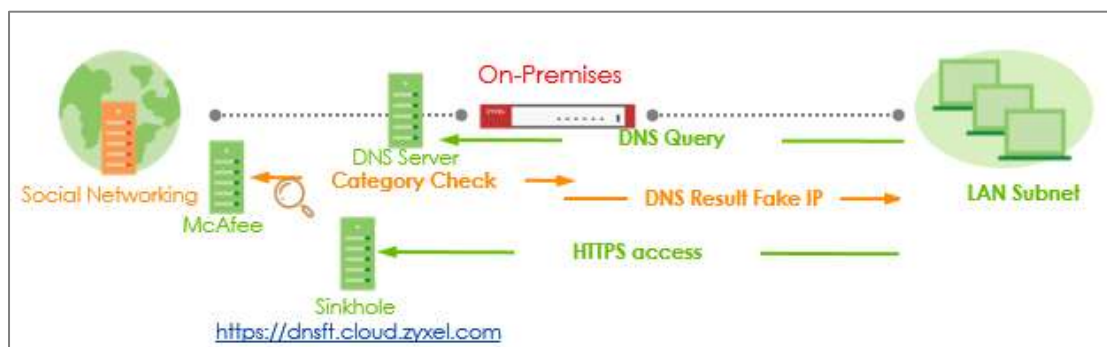 On-Premises
DNS Query
DNS Server
Social Networking
Category Check
DNS Result Fake IP
LAN Subnet
McAfee
HTTPS access
Sinkhole
https://dnsft.cloud.zyxel.com